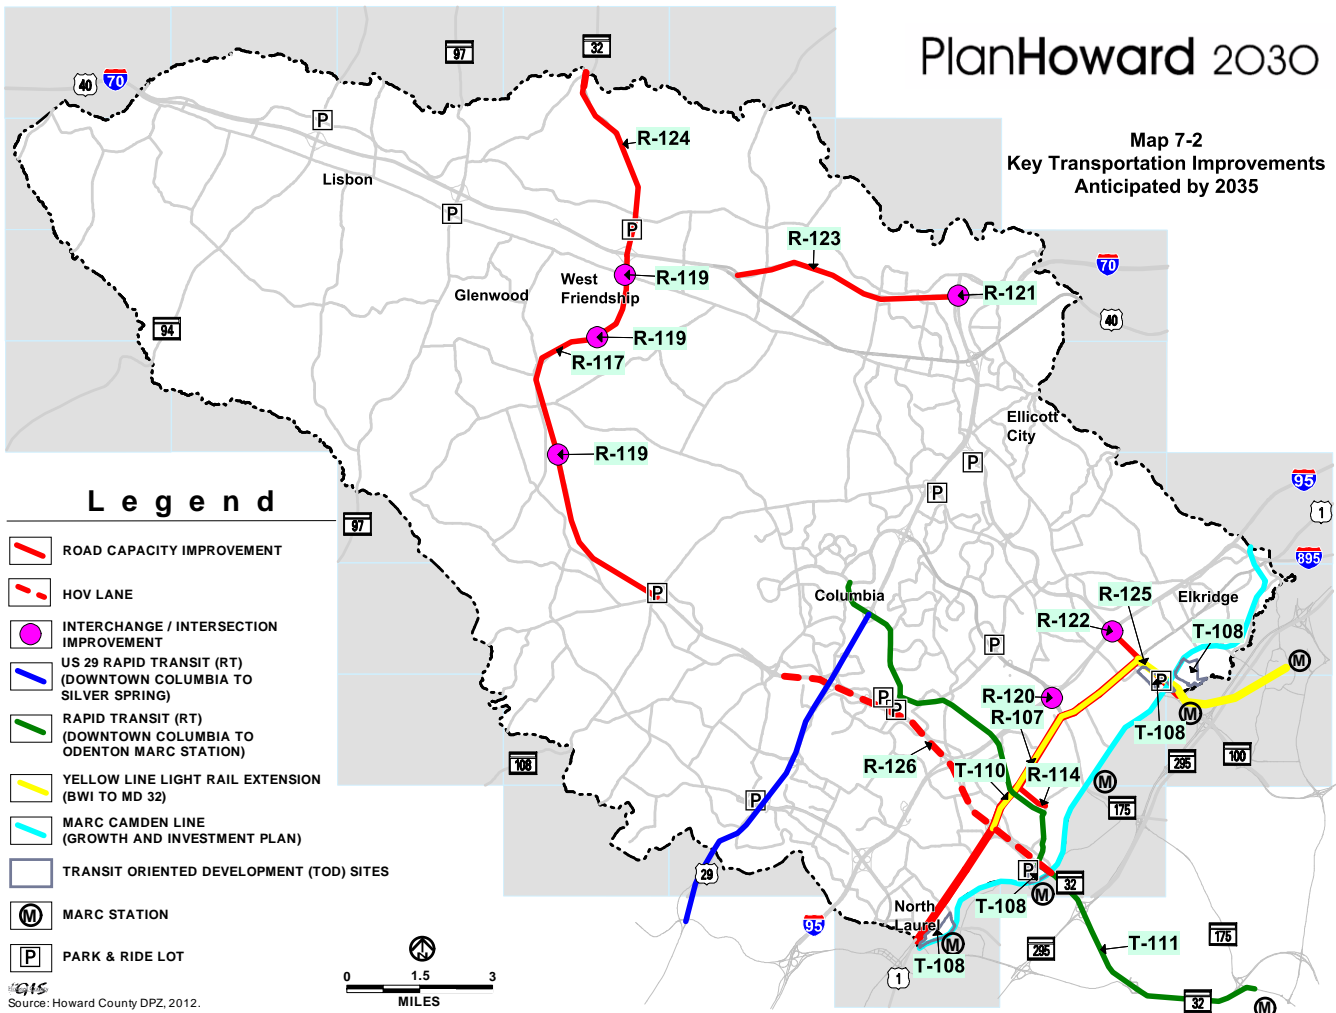 PlanHoward 2030
Map 7-2
Key Transportation Improvements
Anticipated by 2035
97
32
40
70
P
R-124
Lisbon
P
P
R-123
70
R-119
R-121
West
Friendship
Glenwood
40
94
R-119
R-117
Ellicott
City
R-119
P
P
95
1
97
895
Legend
ROAD CAPACITY IMPROVEMENT
HOV LANE
INTERCHANGE / INTERSECTION
IMPROVEMENT
US 29 RAPID TRANSIT (RT)
(DOWNTOWN COLUMBIA TO
SILVER SPRING)
RAPID TRANSIT (RT)
(DOWNTOWN COLUMBIA TO
ODENTON MARC STATION)
YELLOW LINE LIGHT RAIL EXTENSION
(BWI TO MD 32)
MARC CAMDEN LINE
(GROWTH AND INVESTMENT PLAN)
TRANSIT ORIENTED DEVELOPMENT (TOD) SITES
M
MARC STATION
P
PARK & RIDE LOT
GIS
Source: Howard County DPZ, 2012.
0
1.5
3
MILES
N
P
Columbia
R-125
Elkridge
R-122
T-108
P
M
P
R-120
P
P
R-107
M
T-108
R-126
T-110
R-114
295
100
108
M
175
P
29
P
32
M
T-108
North
Laurel
95
M
T-108
1
295
T-111
175
32
M